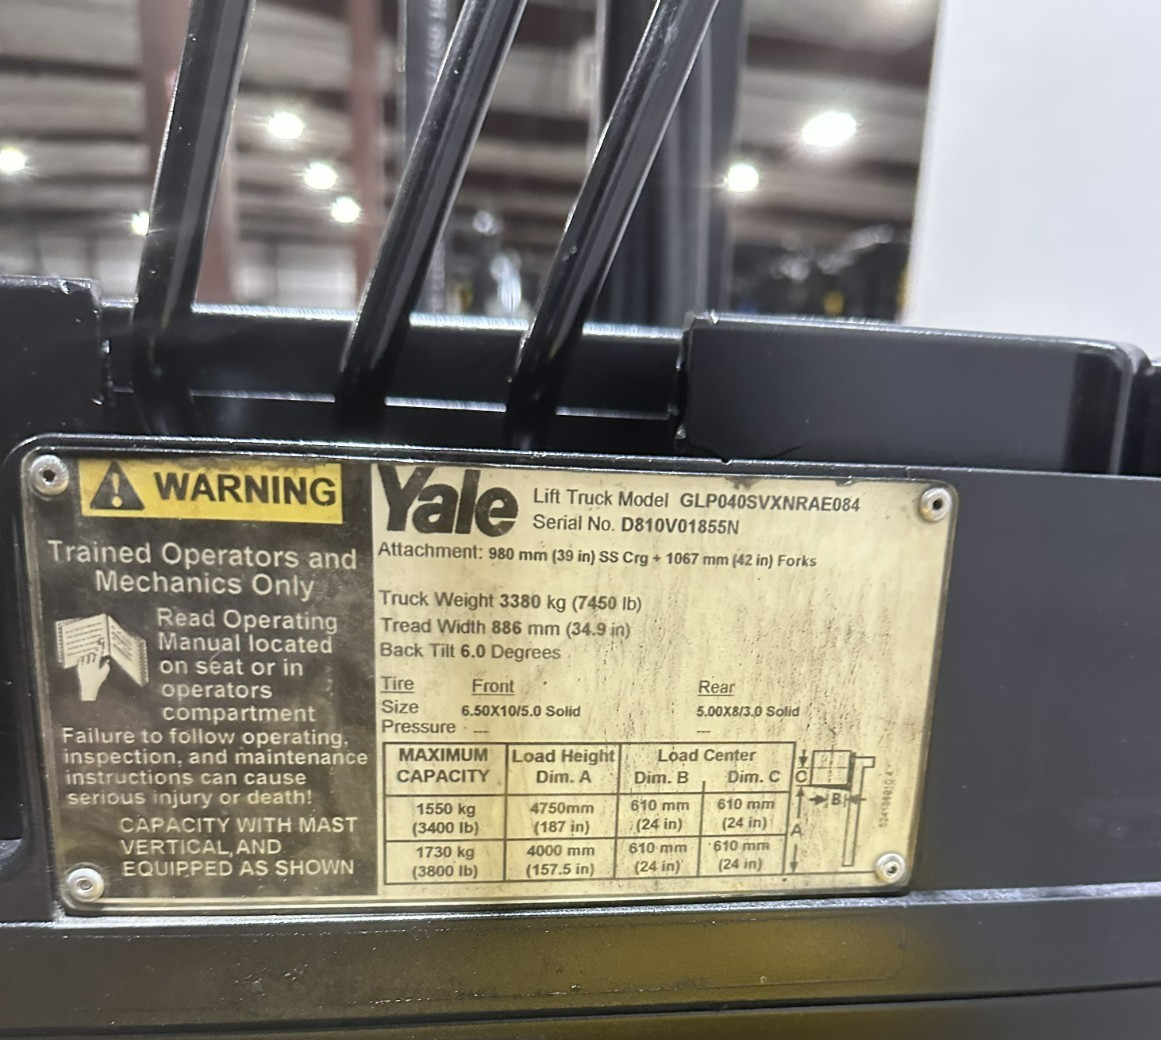 WARNING
Trained Operators and
Mechanics Only
Read Operating
Manual located
on seat or in
operators
compartment
Failure to follow operating,
inspection, and maintenance
instructions can cause
serious injury or death!
CAPACITY WITH MAST
VERTICAL, AND
EQUIPPED AS SHOWN
Yale
Lift Truck Model GLP040SVXNRAE084
Serial No. D810V01855N
Attachment: 980 mm (39 in) SS Crg + 1067 mm (42 in) Forks
Truck Weight 3380 kg (7450 lb)
Tread Width 886 mm (34.9 in)
Back Tilt 6.0 Degrees
Tire Front Rear
Size 6.50X10/5.0 Solid 5.00X8/3.0 Solid
Pressure --- ---
MAXIMUM CAPACITY Load Height Dim. A Load Center Dim. B Dim. C
1550 kg 4750mm 610 mm 610 mm
(3400 lb) (187 in) (24 in) (24 in)
1730 kg 4000 mm 610 mm 610 mm
(3800 lb) (157.5 in) (24 in) (24 in)
C
B
A